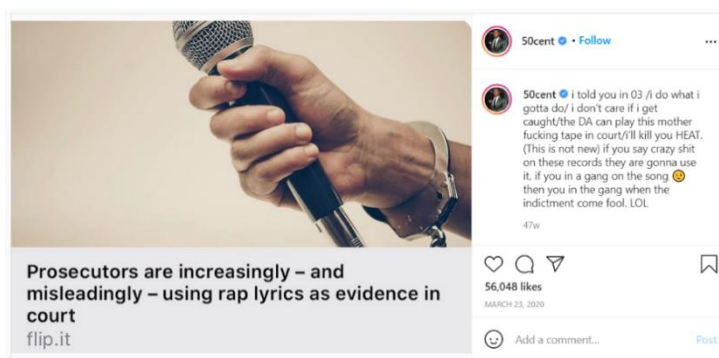 50cent • Follow
...
50cent i told you in 03 /i do what i
gotta do/ i don't care if i get
caught/the DA can play this mother
fucking tape in court/i'll kill you HEAT.
(This is not new) if you say crazy shit
on these records they are gonna use
it. if you in a gang on the song 😟
then you in the gang when the
indictment come fool. LOL
47w
Prosecutors are increasingly – and
misleadingly – using rap lyrics as evidence in
court
flip.it
56,048 likes
MARCH 23, 2020
Add a comment...
Post